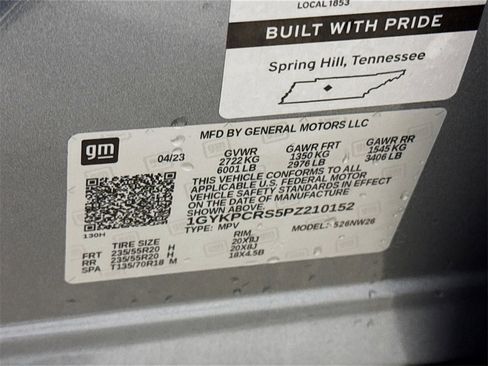 LOCAL 1853
BUILT WITH PRIDE
Spring Hill, Tennessee
MFD BY GENERAL MOTORS LLC
gm
04/23
GVWR GAWR FRT GAWR RR
2722 KG 1350 KG 1545 KG
6001 LB 2976 LB 3406 LB
THIS VEHICLE CONFORMS TO ALL
APPLICABLE U.S. FEDERAL MOTOR
VEHICLE SAFETY STANDARDS IN EFFECT
ON THE DATE OF MANUFACTURE
SHOWN ABOVE.
1GYKPCRS5PZ210152
130H
TYPE: MPV MODEL: 526NW26
TIRE SIZE RIM
FRT 235/55R20 H 20X8J
RR 235/55R20 H 20X8J
SPA T135/70R18 M 18X4.5B